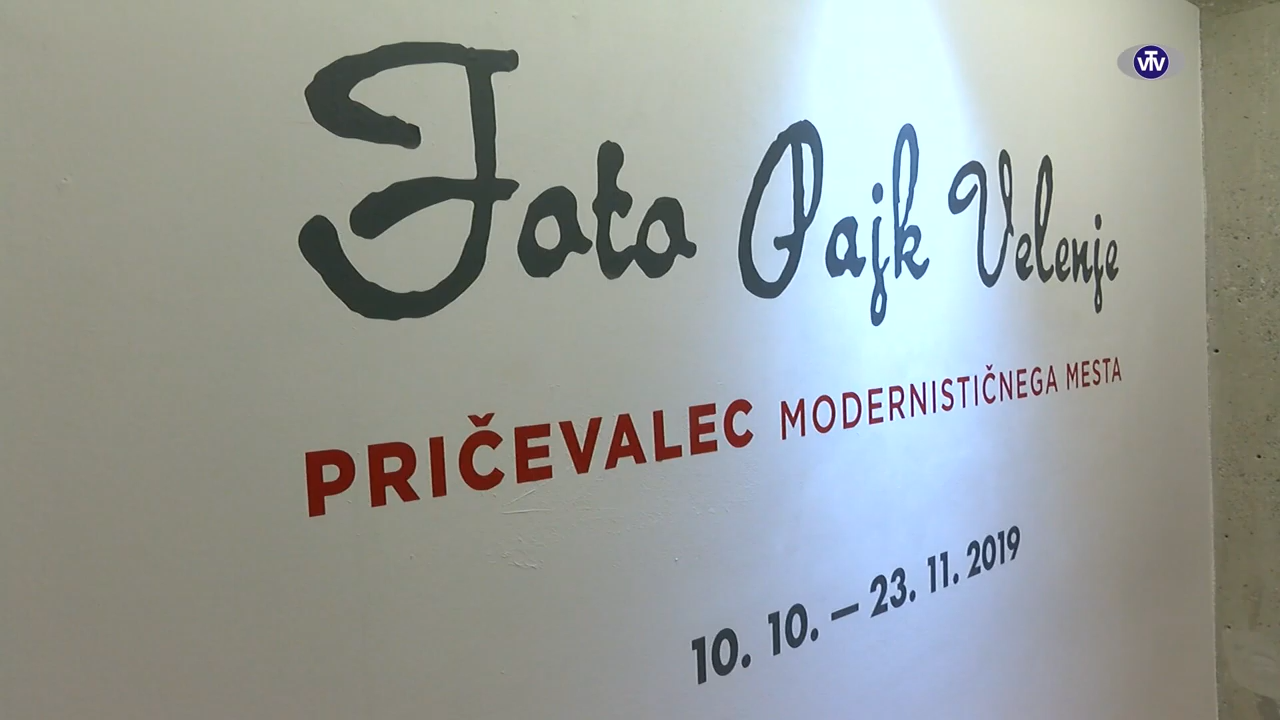 VTV
Foto Pajk Velenje
PRIČEVALEC MODERNISTIČNEGA MESTA
10. 10. – 23. 11. 2019